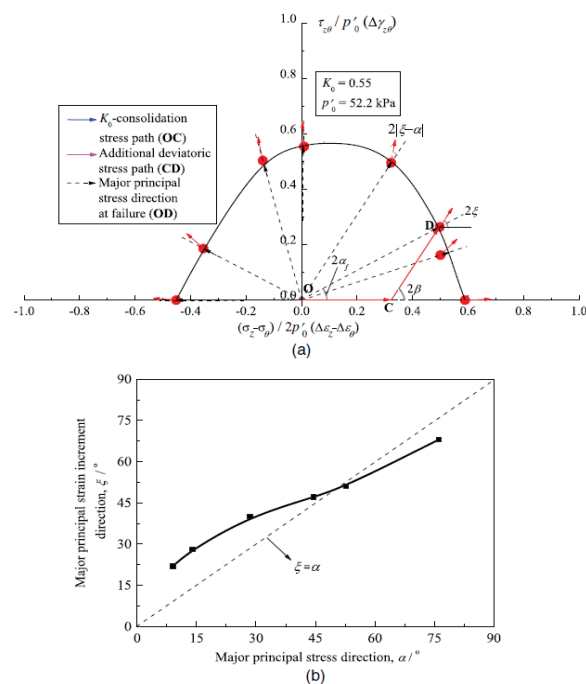 τzθ / p′0 (Δγzθ)
1.0
0.8
0.6
0.4
0.2
0.0
K0 = 0.55
p′0 = 52.2 kPa
K0-consolidation
stress path (OC)
Additional deviatoric
stress path (CD)
Major principal
stress direction
at failure (OD)
2|ξ-α|
D
2ξ
2αf
O
C
2β
-1.0 -0.8 -0.6 -0.4 -0.2 0.0 0.2 0.4 0.6 0.8 1.0
(σz-σθ) / 2p′0 (Δεz-Δεθ)
(a)
Major principal strain increment
direction, ξ /°
90
75
60
45
30
15
0
ξ=α
0 15 30 45 60 75 90
Major principal stress direction, α /°
(b)